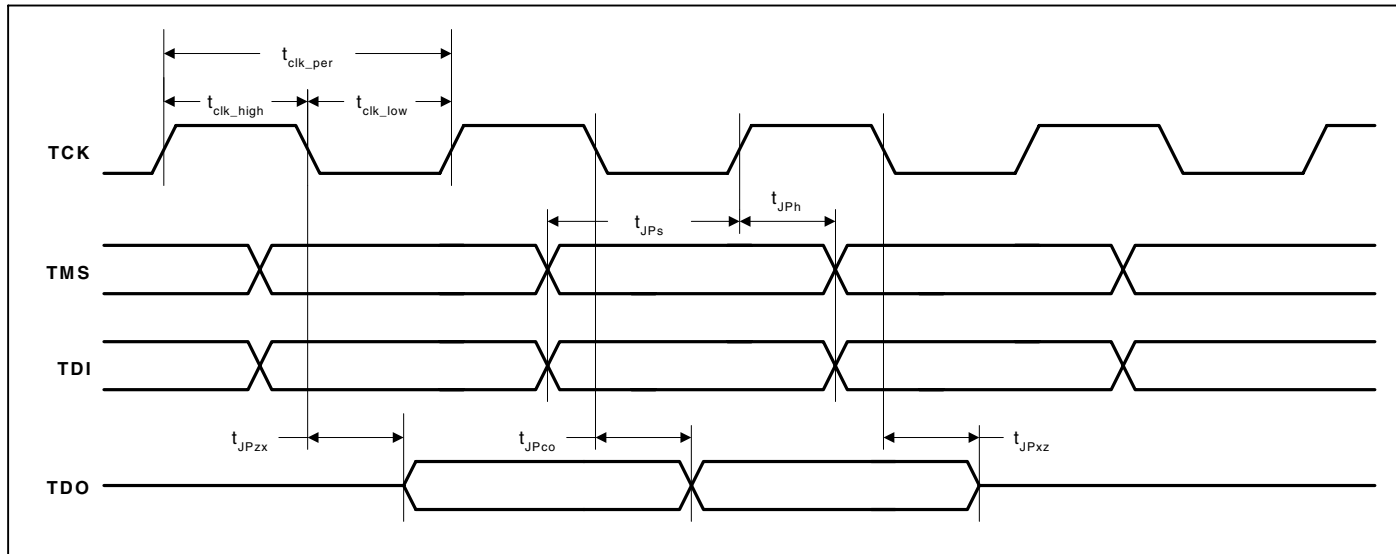 t_clk_per
t_clk_high t_clk_low
TCK
t_JPh
t_JPs
TMS
TDI
t_JPzx t_JPco t_JPxz
TDO